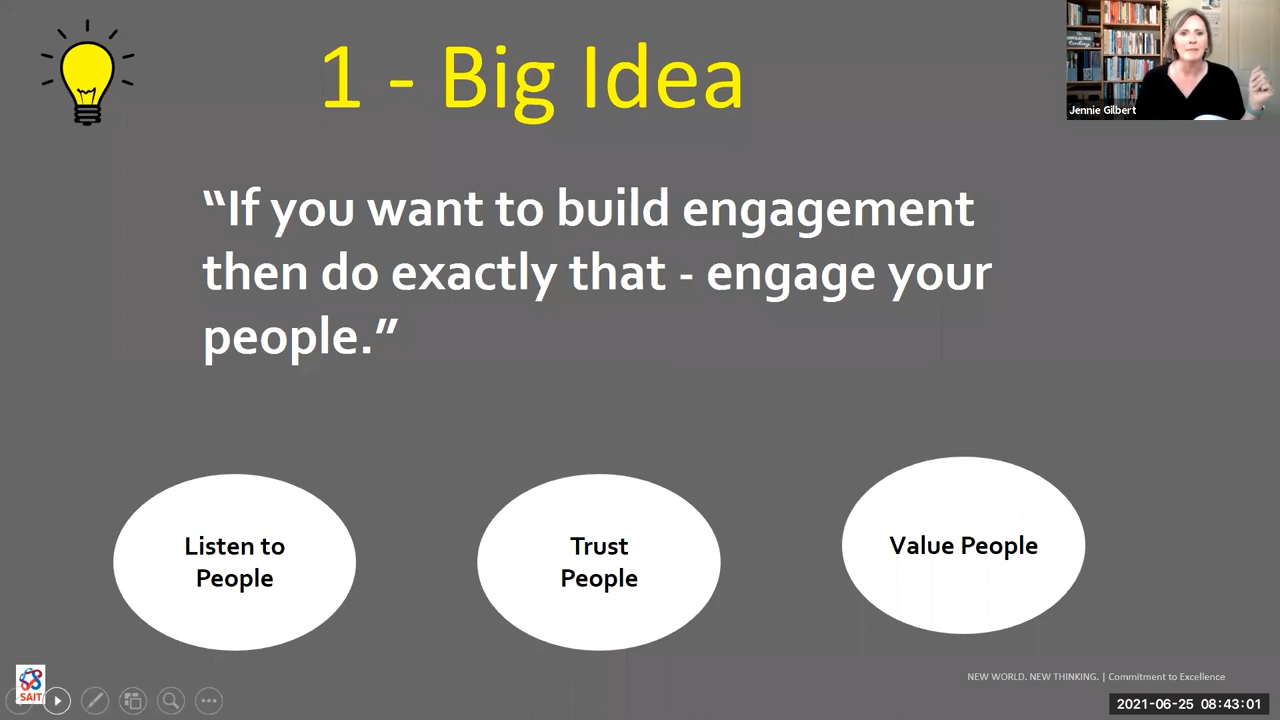 1 - Big Idea
Jennie Gilbert
“If you want to build engagement
then do exactly that - engage your
people.”
Listen to
People
Trust
People
Value People
NEW WORLD. NEW THINKING. | Commitment to Excellence
SAIT
2021-06-25 08:43:01